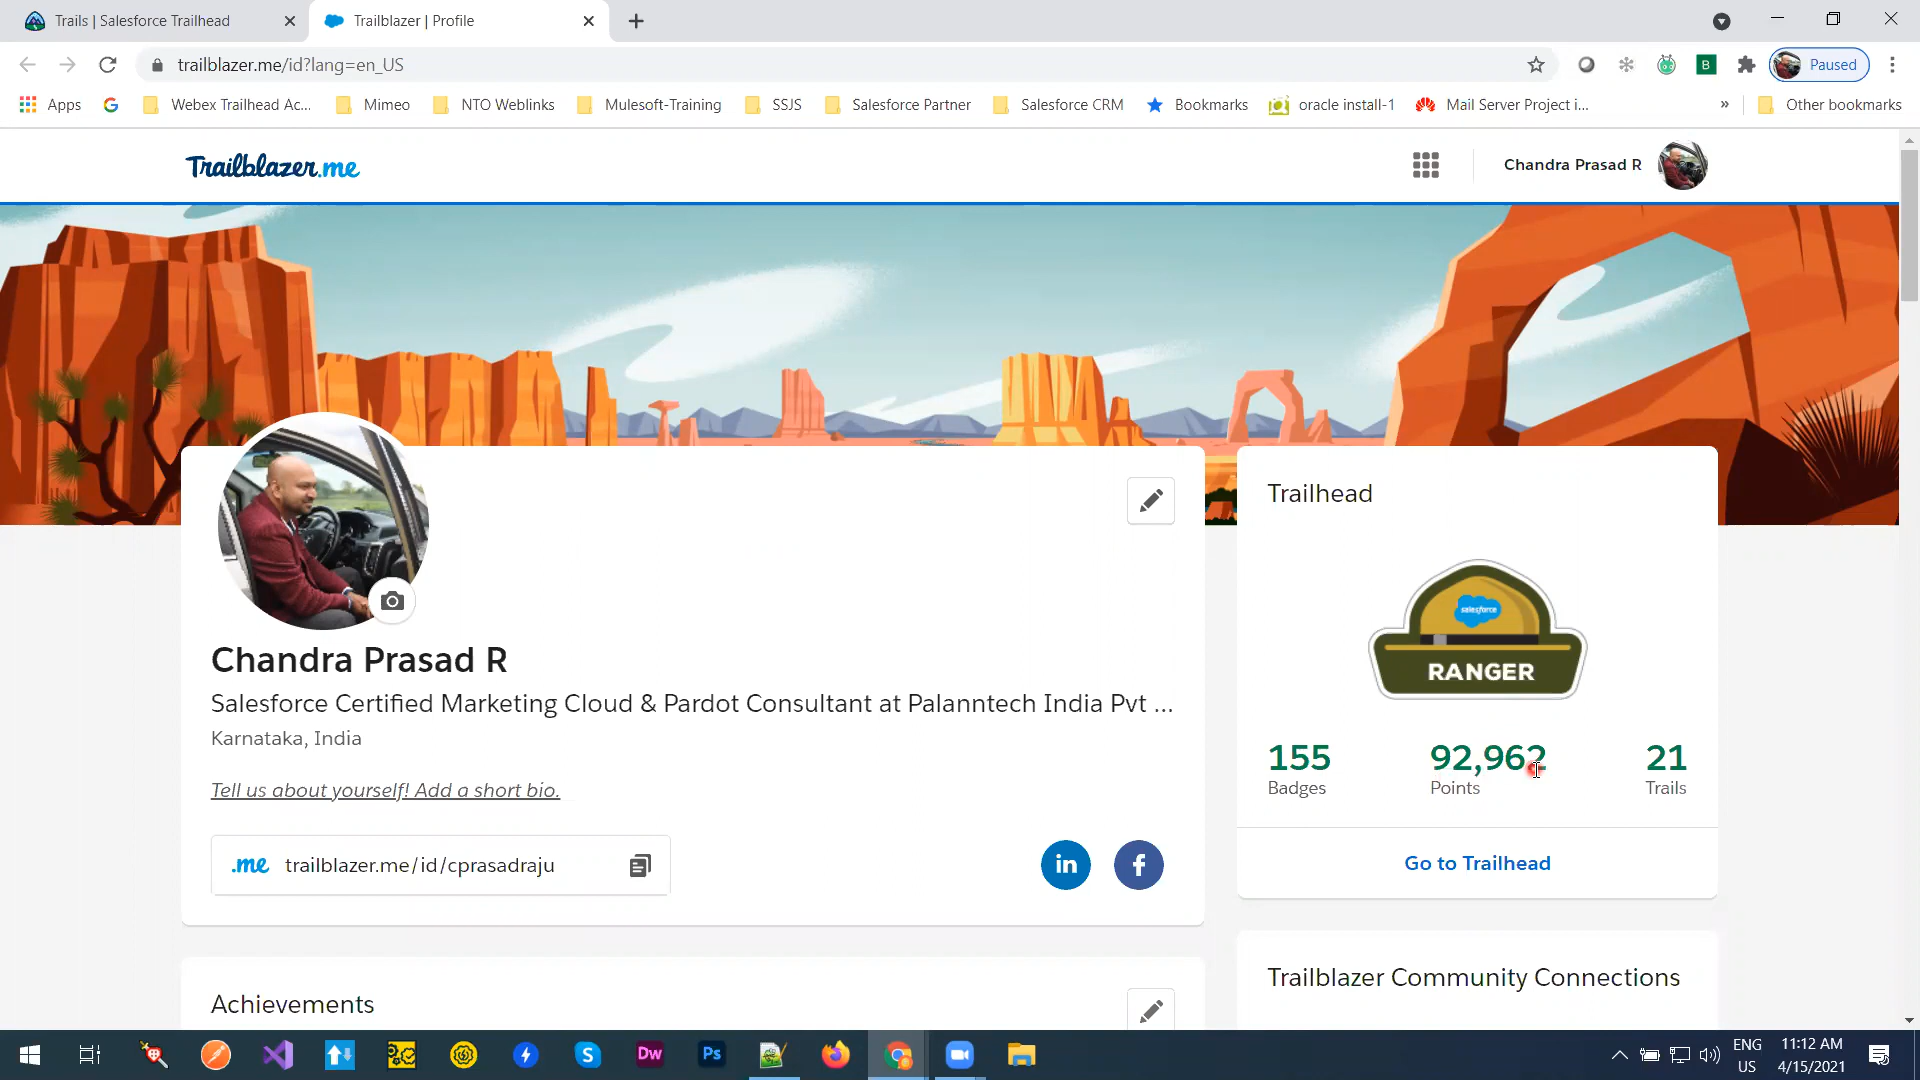 Trails | Salesforce Trailhead
Trailblazer | Profile
trailblazer.me/id?lang=en_US
B
Paused
Apps
Webex Trailhead Ac...
Mimeo
NTO Weblinks
Mulesoft-Training
SSJS
Salesforce Partner
Salesforce CRM
Bookmarks
oracle install-1
Mail Server Project i...
»
Other bookmarks
Trailblazer.me
Chandra Prasad R
Trailhead
salesforce
RANGER
Chandra Prasad R
Salesforce Certified Marketing Cloud & Pardot Consultant at Palanntech India Pvt ...
Karnataka, India
155
Badges
92,962
Points
21
Trails
Tell us about yourself! Add a short bio.
.me trailblazer.me/id/cprasadraju
in
f
Go to Trailhead
Trailblazer Community Connections
Achievements
S
Dw
Ps
ENG
US
11:12 AM
4/15/2021